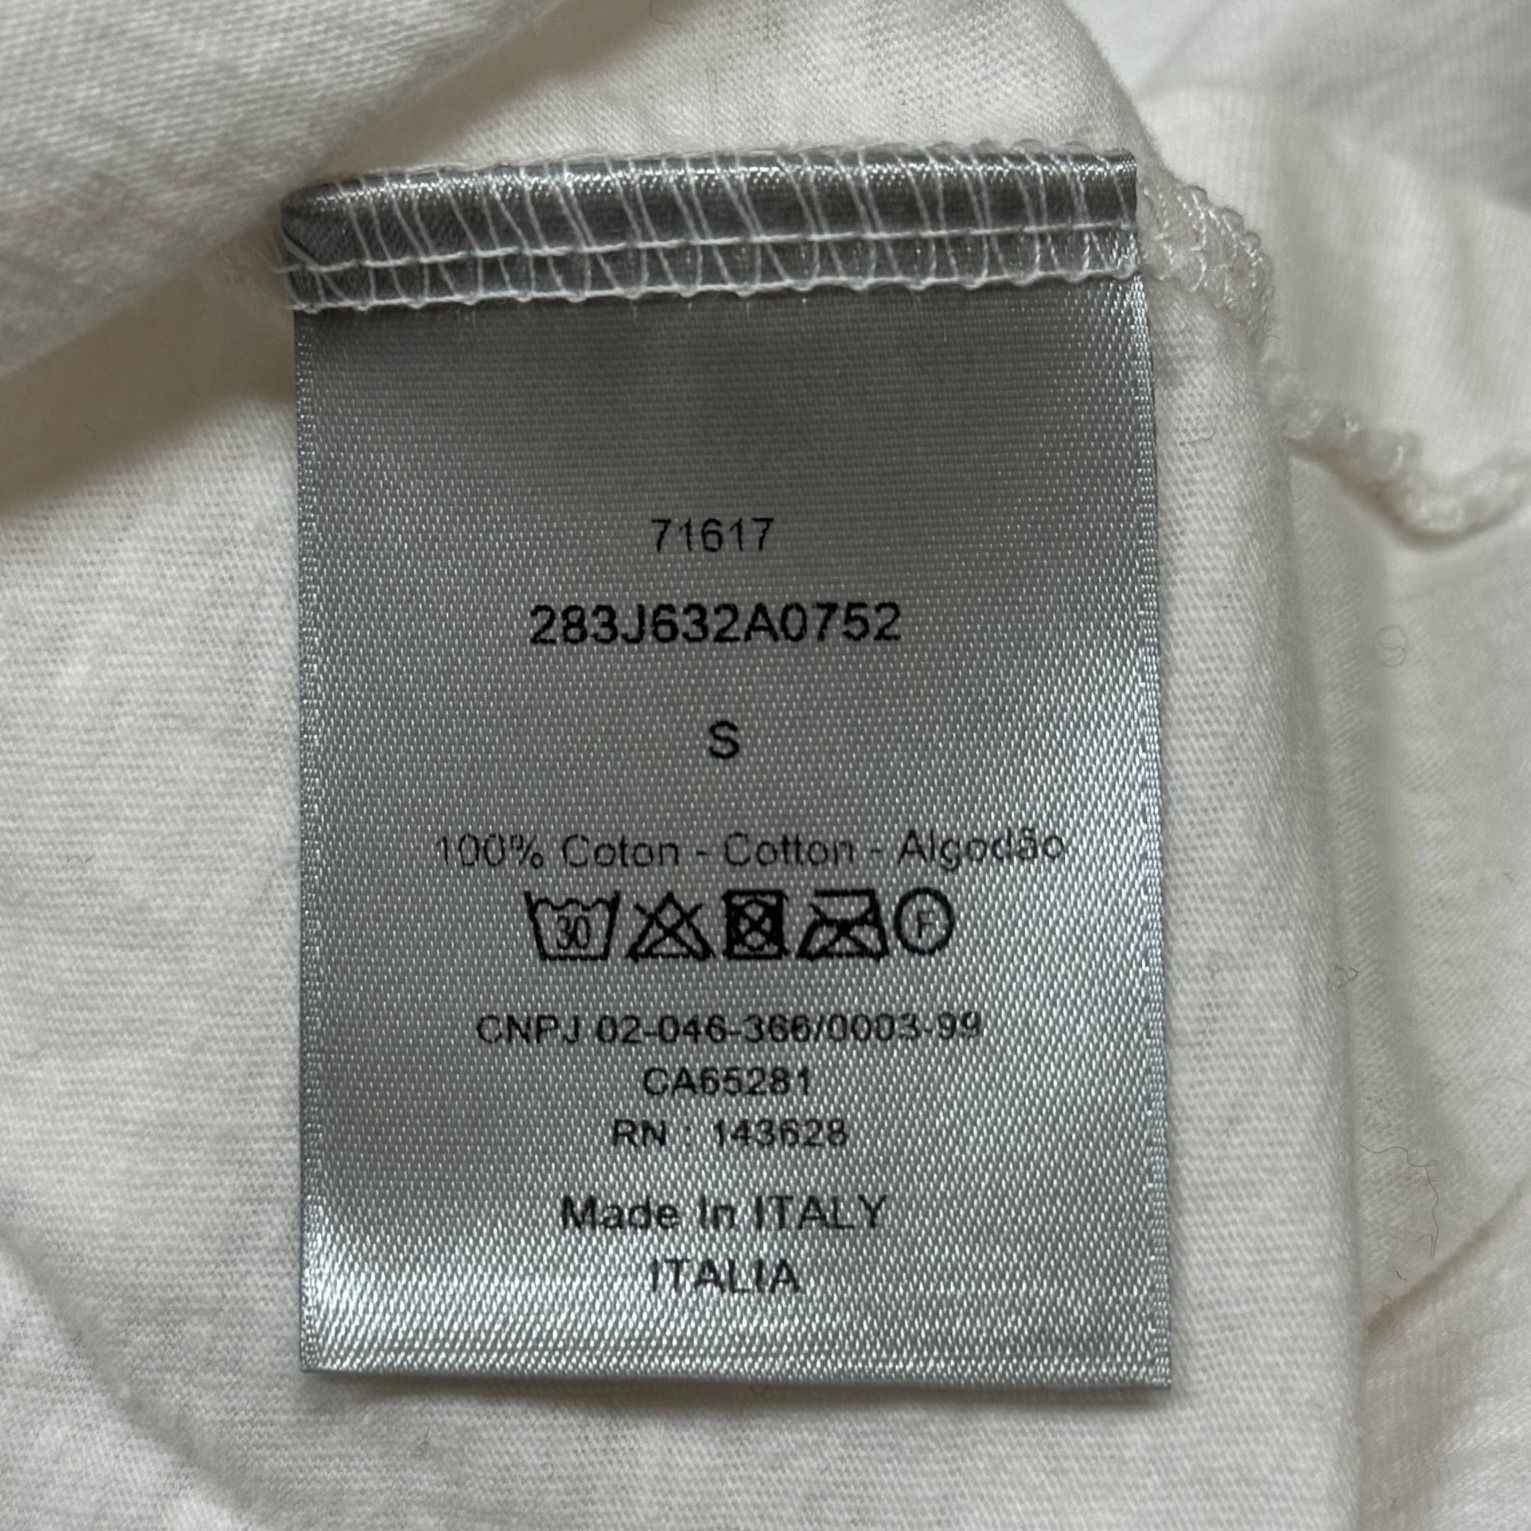 71617
283J632A0752
S
100% Coton - Cotton - Algodão
30 F
CNPJ 02-046-366/0003-99
CA65281
RN : 143628
Made In ITALY
ITALIA